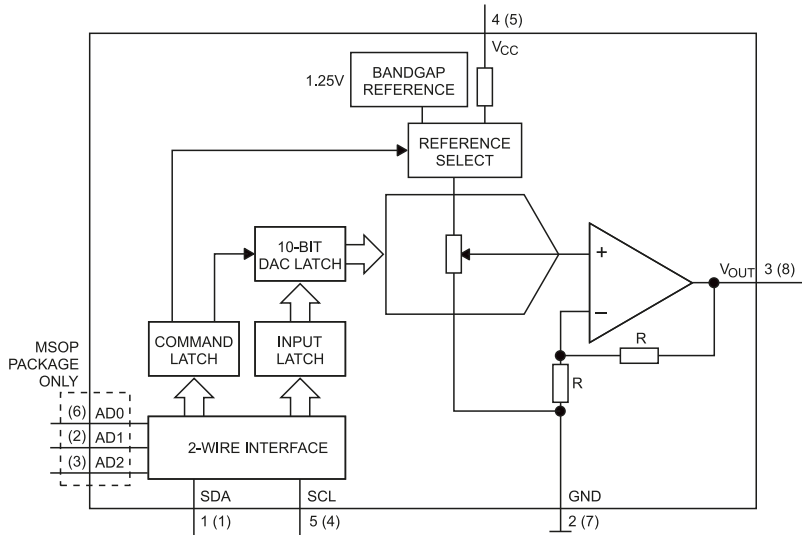 4 (5)
VCC
1.25V
BANDGAP
REFERENCE
REFERENCE
SELECT
10-BIT
DAC LATCH
+
−
VOUT
3 (8)
R
R
COMMAND
LATCH
INPUT
LATCH
MSOP
PACKAGE
ONLY
(6) AD0
(2) AD1
(3) AD2
2-WIRE INTERFACE
SDA
SCL
GND
1 (1)
5 (4)
2 (7)